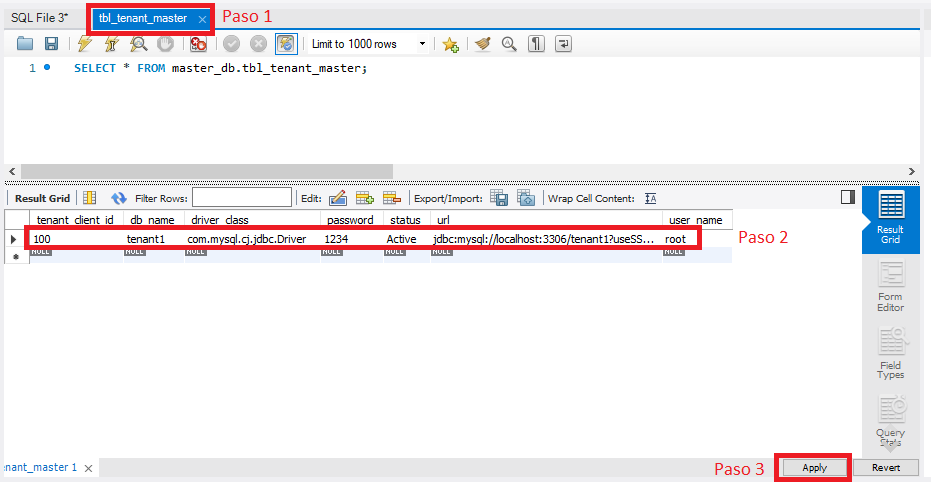 SQL File 3* tbl_tenant_master × Paso 1
Limit to 1000 rows
1 SELECT * FROM master_db.tbl_tenant_master;
Result Grid Filter Rows: Edit: Export/Import: Wrap Cell Content: IA
tenant_client_id db_name driver_class password status url user_name
100 tenant1 com.mysql.cj.jdbc.Driver 1234 Active jdbc:mysql://localhost:3306/tenant1?useSS... root Paso 2
NULL NULL NULL NULL NULL NULL NULL
Result
Grid
Form
Editor
Field
Types
Query
Stats
enant_master 1 × Paso 3 Apply Revert